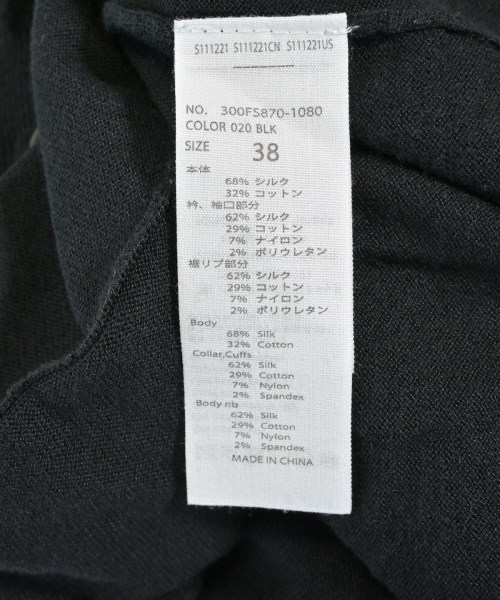 S111221 S111221CN S111221US
NO. 300FS870-1080
COLOR 020 BLK
SIZE 38
本体
68% シルク
32% コットン
衿、袖口部分
62% シルク
29% コットン
7% ナイロン
2% ポリウレタン
裾リブ部分
62% シルク
29% コットン
7% ナイロン
2% ポリウレタン
Body
68% Silk
32% Cotton
Collar,Cuffs
62% Silk
29% Cotton
7% Nylon
2% Spandex
Body rib
62% Silk
29% Cotton
7% Nylon
2% Spandex
MADE IN CHINA